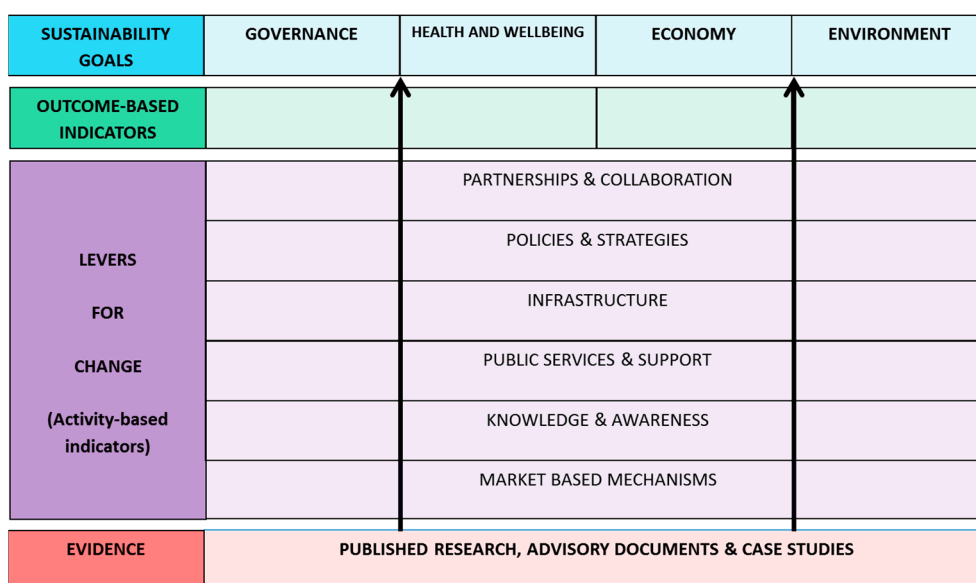 SUSTAINABILITY
GOALS
GOVERNANCE
HEALTH AND WELLBEING
ECONOMY
ENVIRONMENT
OUTCOME-BASED
INDICATORS
LEVERS
FOR
CHANGE
(Activity-based
indicators)
PARTNERSHIPS & COLLABORATION
POLICIES & STRATEGIES
INFRASTRUCTURE
PUBLIC SERVICES & SUPPORT
KNOWLEDGE & AWARENESS
MARKET BASED MECHANISMS
EVIDENCE
PUBLISHED RESEARCH, ADVISORY DOCUMENTS & CASE STUDIES